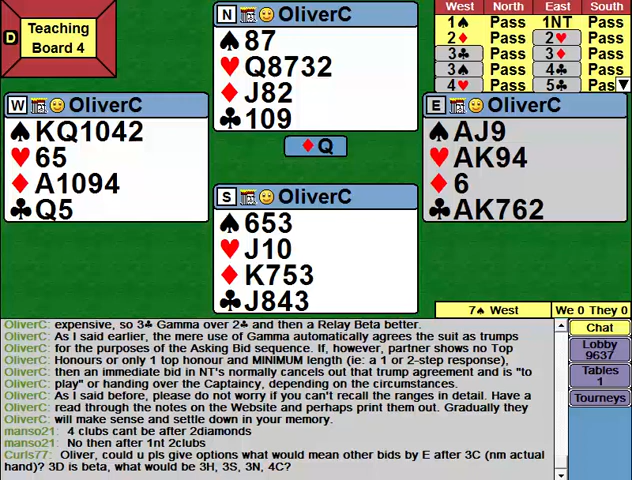 D
Teaching
Board 4
N OliverC
♠87
♥Q8732
♦J82
♣109
West North East South
1♠ Pass 1NT Pass
2♦ Pass 2♥ Pass
3♣ Pass 3♦ Pass
3♠ Pass 4♣ Pass
4♥ Pass 5♣ Pas
W OliverC
♠KQ1042
♥65
♦A1094
♣Q5
♦Q
E OliverC
♠AJ9
♥AK94
♦6
♣AK762
S OliverC
♠653
♥J10
♦K753
♣J843
7♠ West We 0 They 0
OliverC: expensive, so 3♣ Gamma over 2♣ and then a Relay Beta better.
OliverC: As I said earlier, the mere use of Gamma automatically agrees the suit as trumps
OliverC: for the purposes of the Asking Bid sequence. If, however, partner shows no Top
OliverC: Honours or only 1 top honour and MINIMUM length (ie: a 1 or 2-step response),
OliverC: then an immediate bid in NT's normally cancels out that trump agreement and is "to
OliverC: play" or handing over the Captaincy, depending on the circumstances.
OliverC: As I said before, please do not worry if you can't recall the ranges in detail. Have a
OliverC: read through the notes on the Website and perhaps print them out. Gradually they
OliverC: will make sense and settle down in your memory.
manso21: 4 clubs cant be after 2diamonds
manso21: No then after 1nt 2clubs
Curls77: Oliver, could u pls give options what would mean other bids by E after 3C (nm actual
hand)? 3D is beta, what would be 3H, 3S, 3N, 4C?
Chat
Lobby
9637
Tables
1
Tourneys